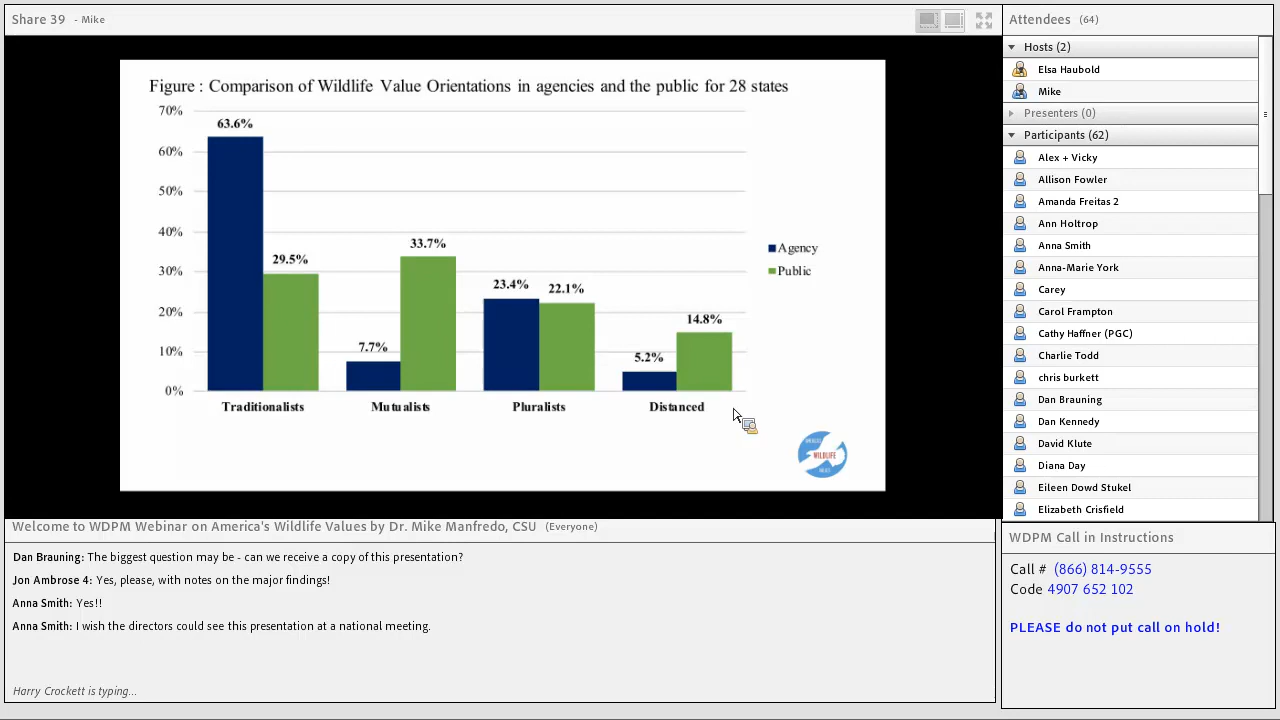 Share 39 - Mike
Figure : Comparison of Wildlife Value Orientations in agencies and the public for 28 states
70%
60%
50%
40%
30%
20%
10%
0%
63.6%
29.5%
7.7%
33.7%
23.4%
22.1%
5.2%
14.8%
Traditionalists
Mutualists
Pluralists
Distanced
Agency
Public
WILDLIFE
Welcome to WDPM Webinar on America's Wildlife Values by Dr. Mike Manfredo, CSU (Everyone)
Dan Brauning: The biggest question may be - can we receive a copy of this presentation?
Jon Ambrose 4: Yes, please, with notes on the major findings!
Anna Smith: Yes!!
Anna Smith: I wish the directors could see this presentation at a national meeting.
Harry Crockett is typing...
Attendees (64)
Hosts (2)
Elsa Haubold
Mike
Presenters (0)
Participants (62)
Alex + Vicky
Allison Fowler
Amanda Freitas 2
Ann Holtrop
Anna Smith
Anna-Marie York
Carey
Carol Frampton
Cathy Haffner (PGC)
Charlie Todd
chris burkett
Dan Brauning
Dan Kennedy
David Klute
Diana Day
Eileen Dowd Stukel
Elizabeth Crisfield
WDPM Call in Instructions
Call # (866) 814-9555
Code 4907 652 102
PLEASE do not put call on hold!